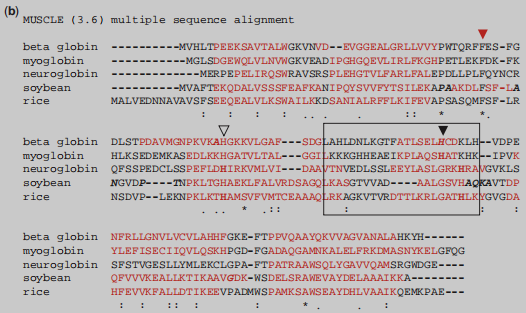 (b)
MUSCLE (3.6) multiple sequence alignment
beta globin -----------MVHLTPEEKSAVTALWGKVNVD--EVGGEALGRLLVVYPWTQRFFES-FG
myoglobin -----------MGLSDGEWQLVLNVWGKVEADIPGHGQEVLIRLFKGHPETLEKFDK-FK
neuroglobin -----------MERPEPELIRQSWRAVSRSPLEHGTVLFARLFALEPDLLPLFQYNCR
soybean -----------MVAFTEKQDALVSSSFEAFKANIPQYSVVFYTSILEKAPAAKDLFSF-LA
rice MALVEDNNAVAVSFSEEQEALVLKSWAILKKDSANIALRFFLKIFEVAPSASQMFSF-LR
: : : : : * *.
beta globin DLSTPDAVMGNPKVKAHGKKVLGAF---SDGLAHLDNLKGTFATLSELHCDKLH--VDPE
myoglobin HLKSEDEMKASEDLKKHGATVLTAL---GGILKKKGHHEAEIKPLAQSHATKHK--IPVK
neuroglobin QFSSPEDCLSSPEFLDHIRKVMLVI---DAAVTNVEDLSSLEEYLASLGRKHRAVGVKLS
soybean NGVDP--TNPKLTGHAEKLFALVRDSAGQLKASGTVVAD----AALGSVHAQKAVTDP
rice NSDVP--LEKNPKLKTHAMSVFVMTCEAAAQLRKAGKVTVRDTTLKRLGATHLKYGVGDA
. .. . . :: : : * . : :
beta globin NFRLLGNVLVCVLAHHFGKE-FTPPVQAAYQKVVAGVANALAHKYH------
myoglobin YLEFISECIIQVLQSKHPGD-FGADAQGAMNKALELFRKDMASNYKELGFQG
neuroglobin SFSTVGESLLYMLEKCLGPA-FTPATRAAWSQLYGAVVQAMSRGWDGE----
soybean QFVVVKEALLKTIKAAVGDK-WSDELSRAWEVAYDELAAAIKKA--------
rice HFEVVKFALLDTIKEEVPADMWSPAMKSAWSEAYDHLVAAIKQEMKPAE---
: : :: : : * . . :